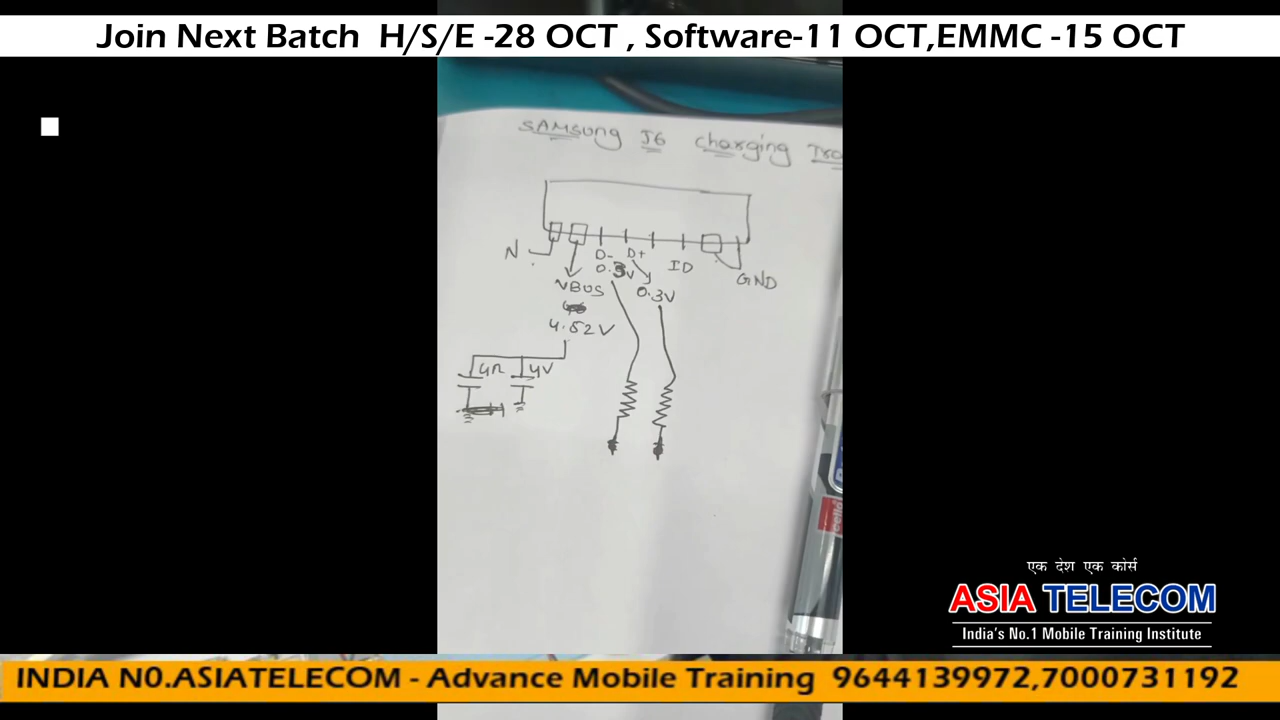 Join Next Batch H/S/E -28 OCT , Software-11 OCT,EMMC -15 OCT
SAMSung J6 Charging
N
D- D+ ID
0.3V
GND
VBUS
0.3V
4.52V
4V
एक देश एक कोर्स
ASIA TELECOM
India's No.1 Mobile Training Institute
INDIA N0.ASIATELECOM - Advance Mobile Training 9644139972,7000731192